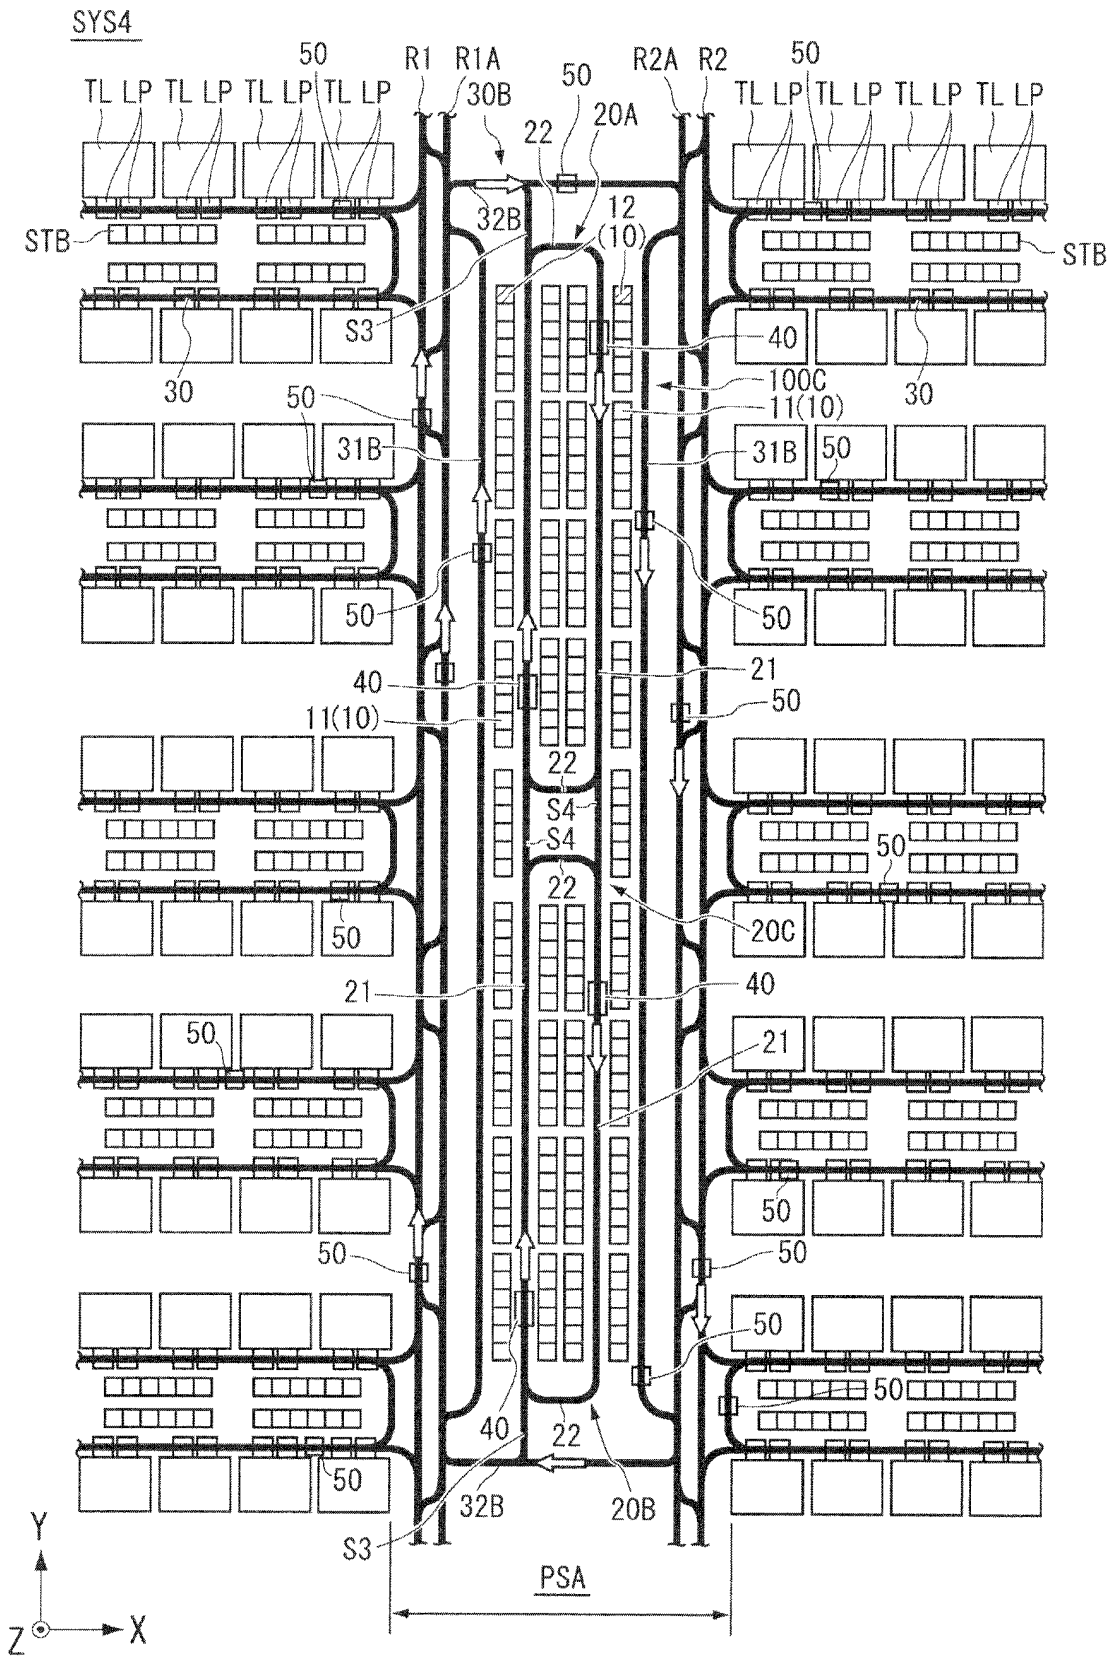 SYS4
R1 R1A R2A R2
50 30B 50 50
TL LP TL LP TL LP TL LP 20A TL LP TL LP TL LP TL LP
22
32B 12
(10)
STB STB
S3
40
30 100C 30
50 11(10)
31B 31B 50
50 50
40 21
11(10) 50
22
S4
S4
50
22
50 20C
21 40
50 21
50
50 50
50
50
40
50 22
32B 20B
S3
Y
PSA
X
Z